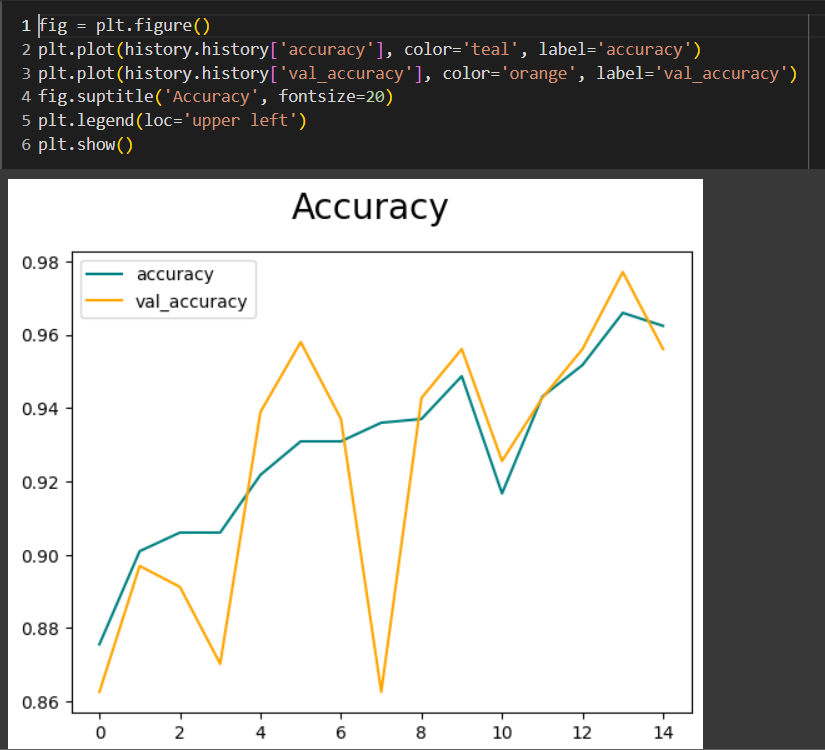 1 fig = plt.figure()
2 plt.plot(history.history['accuracy'], color='teal', label='accuracy')
3 plt.plot(history.history['val_accuracy'], color='orange', label='val_accuracy')
4 fig.suptitle('Accuracy', fontsize=20)
5 plt.legend(loc='upper left')
6 plt.show()
Accuracy
accuracy
val_accuracy
0.98
0.96
0.94
0.92
0.90
0.88
0.86
0 2 4 6 8 10 12 14